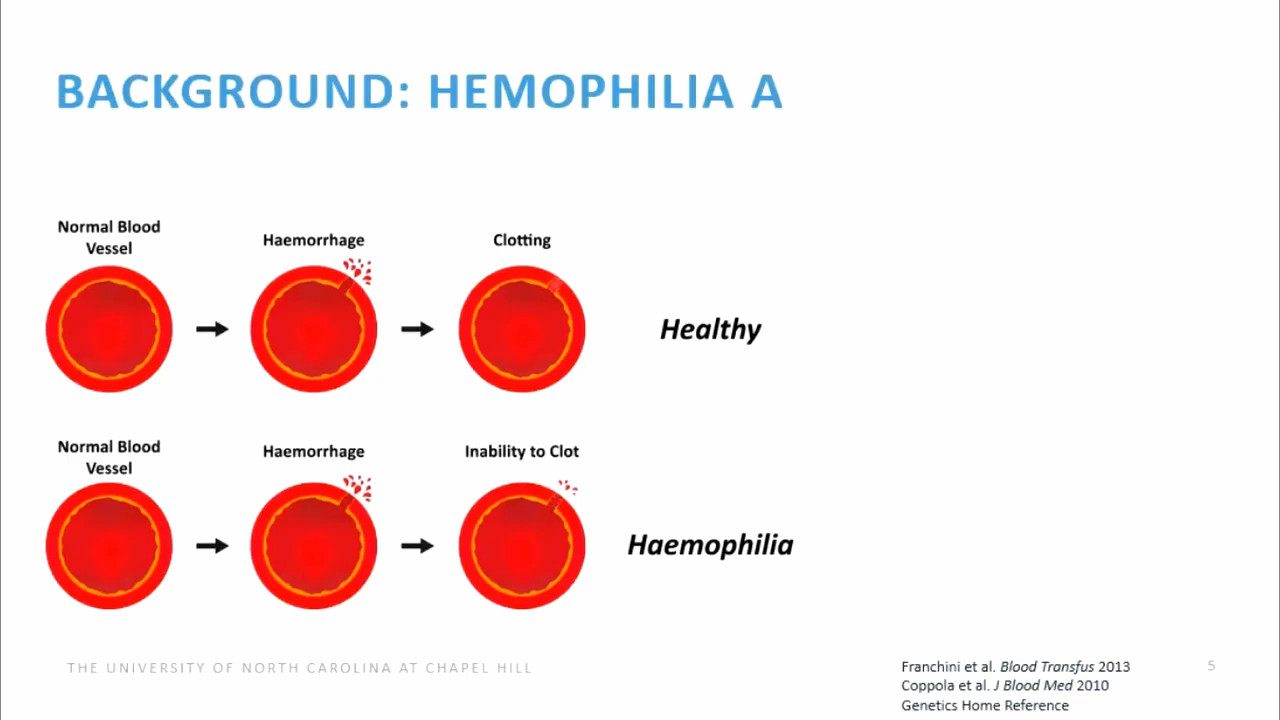 BACKGROUND: HEMOPHILIA A
Normal Blood
Vessel
Haemorrhage
Clotting
Healthy
Normal Blood
Vessel
Haemorrhage
Inability to Clot
Haemophilia
THE UNIVERSITY OF NORTH CAROLINA AT CHAPEL HILL
Franchini et al. Blood Transfus 2013
Coppola et al. J Blood Med 2010
Genetics Home Reference
5